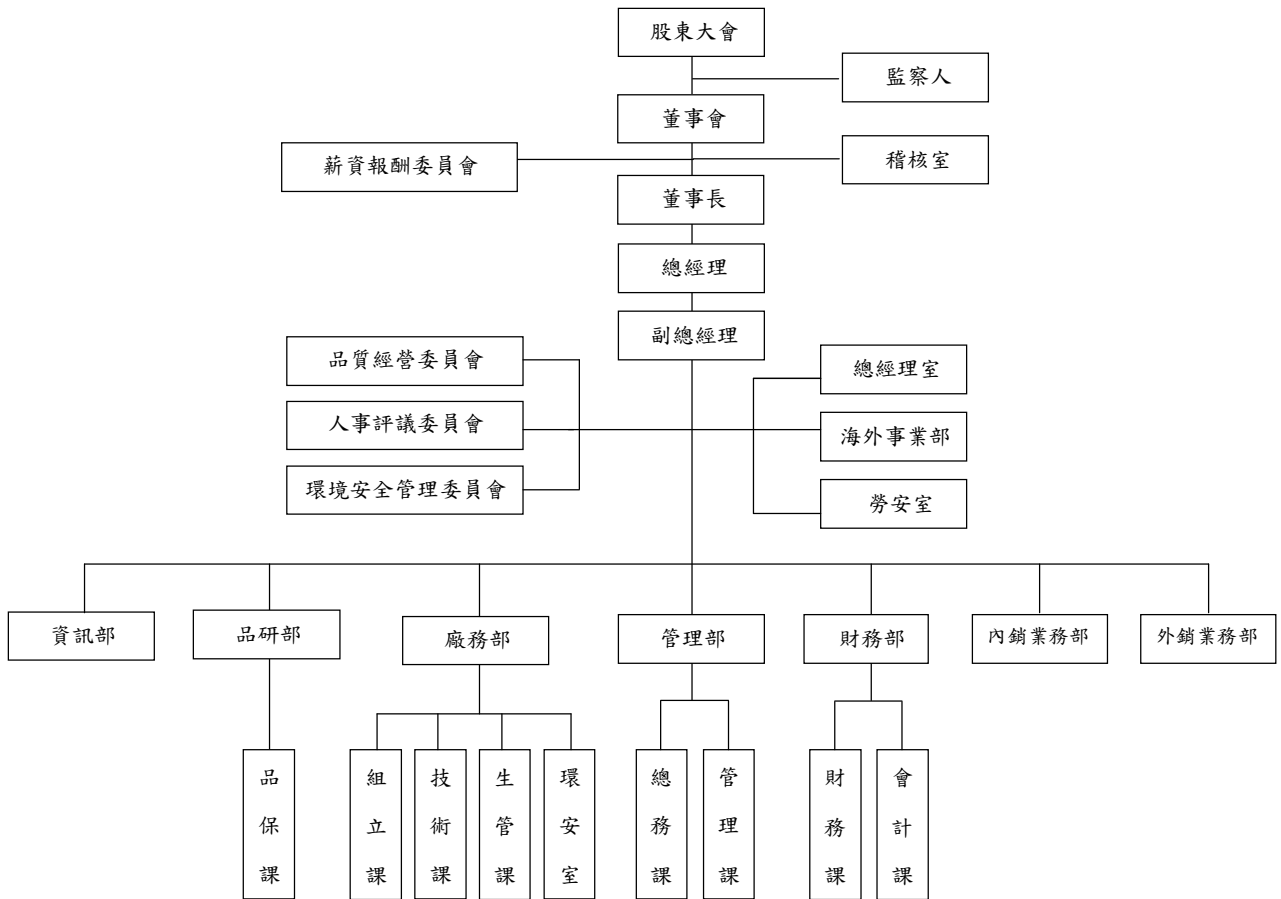 股東大會
監察人
董事會
薪資報酬委員會
稽核室
董事長
總經理
副總經理
品質經營委員會
總經理室
人事評議委員會
海外事業部
環境安全管理委員會
勞安室
資訊部
品研部
廠務部
管理部
財務部
內銷業務部
外銷業務部
品保課
組立課
技術課
生管課
環安室
總務課
管理課
財務課
會計課